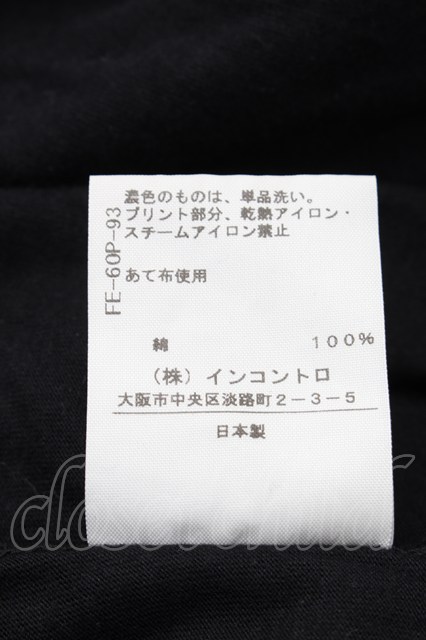 濃色のものは、単品洗い。
プリント部分、乾熱アイロン・
スチームアイロン禁止
あて布使用
FE-60P-93
綿 100%
(株)インコントロ
大阪市中央区淡路町2-3-5
日本製
closetchild